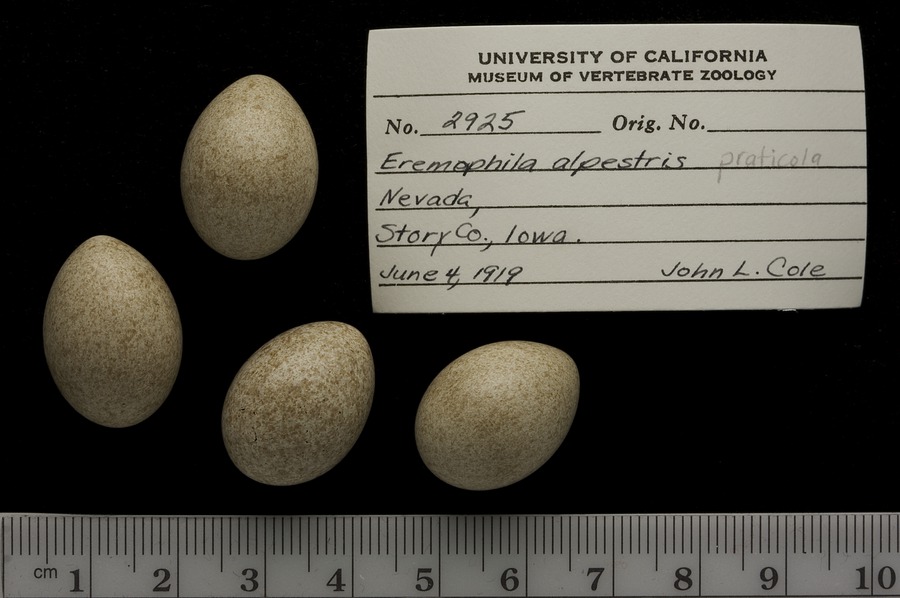 UNIVERSITY OF CALIFORNIA
MUSEUM OF VERTEBRATE ZOOLOGY
No. 2925 Orig. No.
Eremophila alpestris praticola
Nevada,
Story Co., Iowa.
June 4, 1919 John L. Cole
cm 1 2 3 4 5 6 7 8 9 10